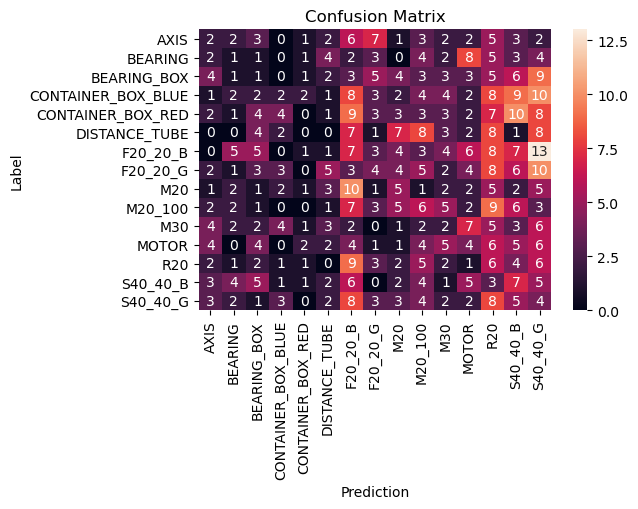 Confusion Matrix
AXIS 2 2 3 0 1 2 6 7 1 3 2 2 5 3 2
BEARING 2 1 1 0 1 4 2 3 0 4 2 8 5 3 4
BEARING_BOX 4 1 1 0 1 2 3 5 4 3 3 3 5 6 9
CONTAINER_BOX_BLUE 1 2 2 2 2 1 8 3 2 4 4 2 8 9 10
CONTAINER_BOX_RED 2 1 4 4 0 1 9 3 3 3 3 2 7 10 8
DISTANCE_TUBE 0 0 4 2 0 0 7 1 7 8 3 2 8 1 8
F20_20_B 0 5 5 0 1 1 7 3 4 3 4 6 8 7 13
F20_20_G 2 1 3 3 0 5 3 4 4 5 2 4 8 6 10
M20 1 2 1 2 1 3 10 1 5 1 2 2 5 2 5
M20_100 2 2 1 0 0 1 7 3 5 6 5 2 9 6 3
M30 4 2 2 4 1 3 2 0 1 2 2 7 5 3 6
MOTOR 4 0 4 0 2 2 4 1 1 4 5 4 6 5 6
R20 2 1 2 1 1 0 9 3 2 5 2 1 6 4 6
S40_40_B 3 4 5 1 1 2 6 0 2 4 1 5 3 7 5
S40_40_G 3 2 1 3 0 2 8 3 3 4 2 2 8 5 4
AXIS BEARING BEARING_BOX CONTAINER_BOX_BLUE CONTAINER_BOX_RED DISTANCE_TUBE F20_20_B F20_20_G M20 M20_100 M30 MOTOR R20 S40_40_B S40_40_G
Label
Prediction
12.5
10.0
7.5
5.0
2.5
0.0